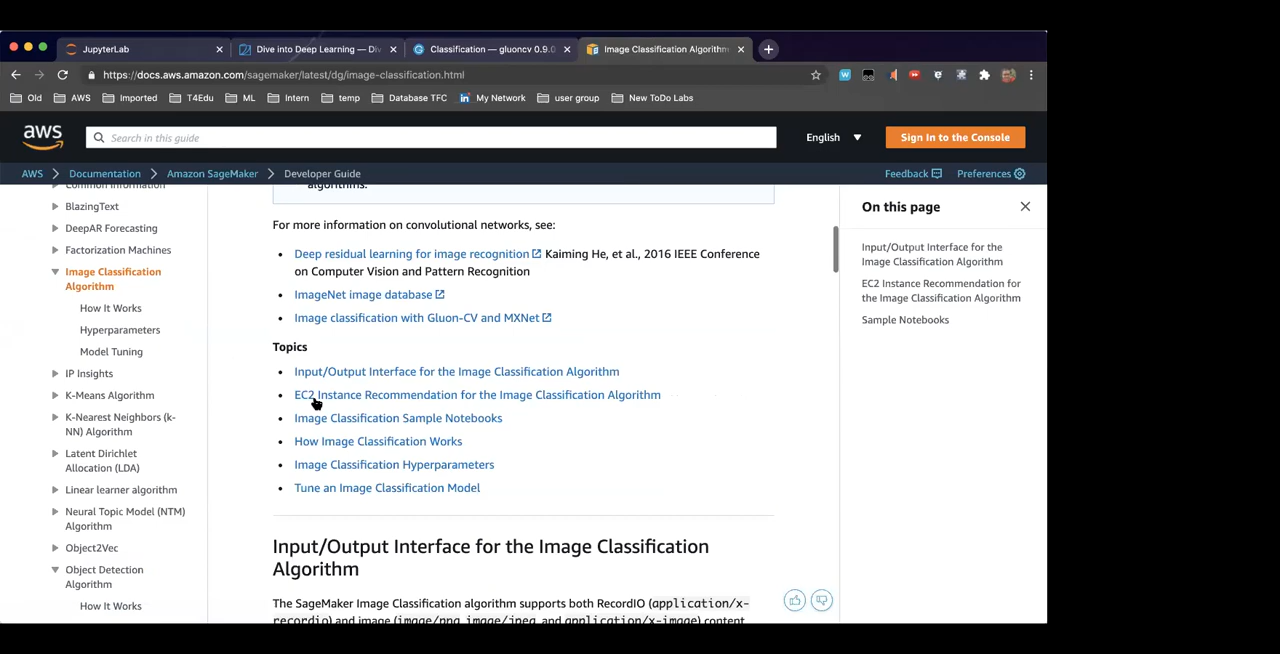 JupyterLab
Dive into Deep Learning — Div
Classification — gluoncv 0.9.0
Image Classification Algorithm
https://docs.aws.amazon.com/sagemaker/latest/dg/image-classification.html
Old AWS Imported T4Edu ML Intern temp Database TFC My Network user group New ToDo Labs
aws
Search in this guide
English
Sign In to the Console
AWS > Documentation > Amazon SageMaker > Developer Guide
Feedback
Preferences
Common Information
BlazingText
DeepAR Forecasting
Factorization Machines
Image Classification
Algorithm
How It Works
Hyperparameters
Model Tuning
IP Insights
K-Means Algorithm
K-Nearest Neighbors (k-
NN) Algorithm
Latent Dirichlet
Allocation (LDA)
Linear learner algorithm
Neural Topic Model (NTM)
Algorithm
Object2Vec
Object Detection
Algorithm
How It Works
algorithms.
For more information on convolutional networks, see:
• Deep residual learning for image recognition Kaiming He, et al., 2016 IEEE Conference
on Computer Vision and Pattern Recognition
• ImageNet image database
• Image classification with Gluon-CV and MXNet
Topics
• Input/Output Interface for the Image Classification Algorithm
• EC2 Instance Recommendation for the Image Classification Algorithm
• Image Classification Sample Notebooks
• How Image Classification Works
• Image Classification Hyperparameters
• Tune an Image Classification Model
Input/Output Interface for the Image Classification
Algorithm
The SageMaker Image Classification algorithm supports both RecordIO (application/x-
recordio) and image (image/png, image/jpeg, and application/x-image) content
On this page
Input/Output Interface for the
Image Classification Algorithm
EC2 Instance Recommendation for
the Image Classification Algorithm
Sample Notebooks